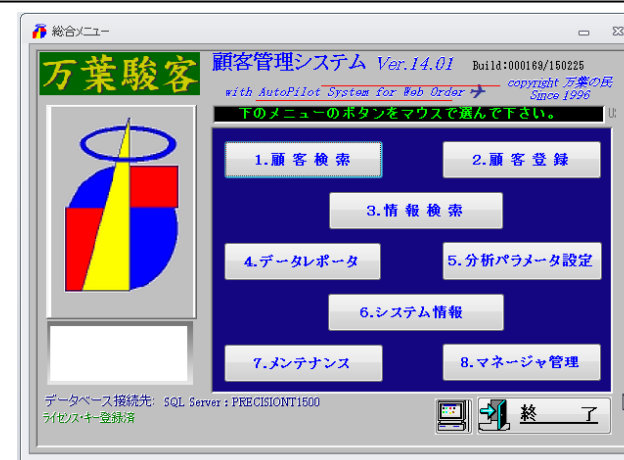 総合メニュー
万葉駿客
顧客管理システム Ver.14.01 Build:000169/150225
with AutoPilot System for Web Order
copyright 万葉の民
Since 1996
下のメニューのボタンをマウスで選んで下さい。
1.顧 客 検 索
2.顧 客 登 録
3.情 報 検 索
4.データレポータ
5.分析パラメータ設定
6.システム情報
7.メンテナンス
8.マネージャ管理
データベース接続先: SQL Server : PRECISIONT1500
ライセンス・キー登録済
終 了